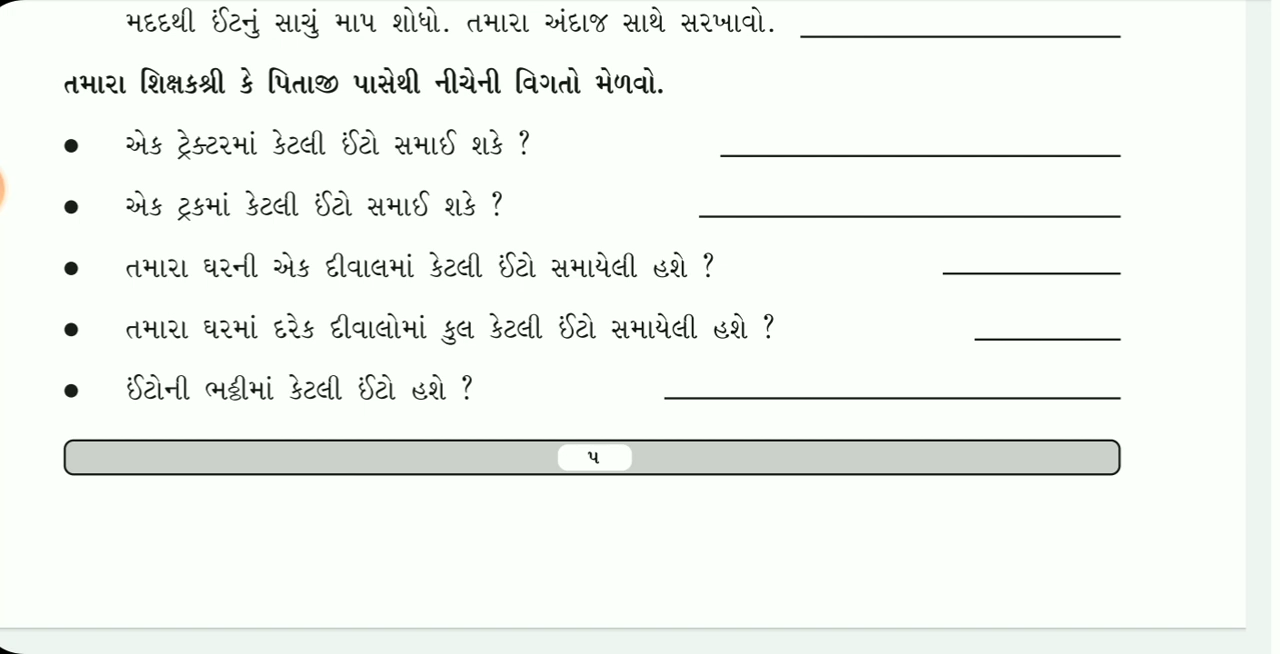 મદદથી ઈંટનું સાચું માપ શોધો. તમારા અંદાજ સાથે સરખાવો.
તમારા શિક્ષકશ્રી કે પિતાજી પાસેથી નીચેની વિગતો મેળવો.
● એક ટ્રેક્ટરમાં કેટલી ઈંટો સમાઈ શકે ?
● એક ટ્રકમાં કેટલી ઈંટો સમાઈ શકે ?
● તમારા ઘરની એક દીવાલમાં કેટલી ઈંટો સમાયેલી હશે ?
● તમારા ઘરમાં દરેક દીવાલોમાં કુલ કેટલી ઈંટો સમાયેલી હશે ?
● ઈંટોની ભઠ્ઠીમાં કેટલી ઈંટો હશે ?
૫